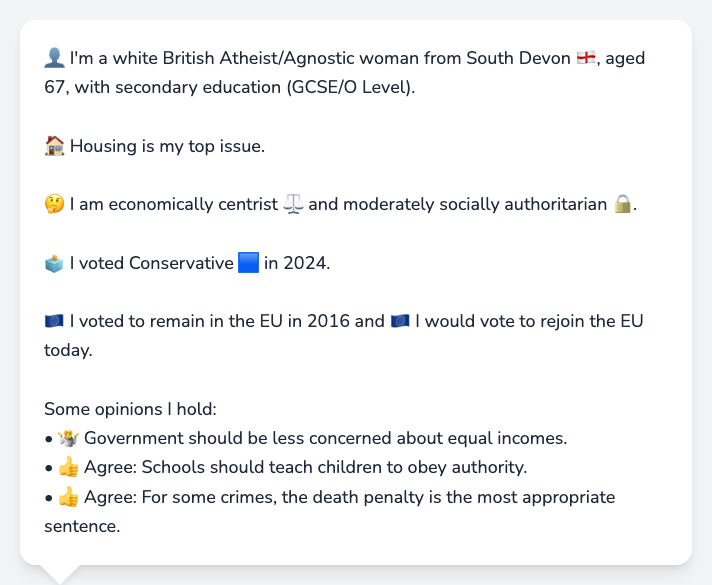 👤 I'm a white British Atheist/Agnostic woman from South Devon 🏴󠁧󠁢󠁥󠁮󠁧󠁿, aged
67, with secondary education (GCSE/O Level).
🏠 Housing is my top issue.
🤔 I am economically centrist ⚖️ and moderately socially authoritarian 🔒.
🗳️ I voted Conservative 🟦 in 2024.
🇪🇺 I voted to remain in the EU in 2016 and 🇪🇺 I would vote to rejoin the EU
today.
Some opinions I hold:
• 🤷 Government should be less concerned about equal incomes.
• 👍 Agree: Schools should teach children to obey authority.
• 👍 Agree: For some crimes, the death penalty is the most appropriate
sentence.